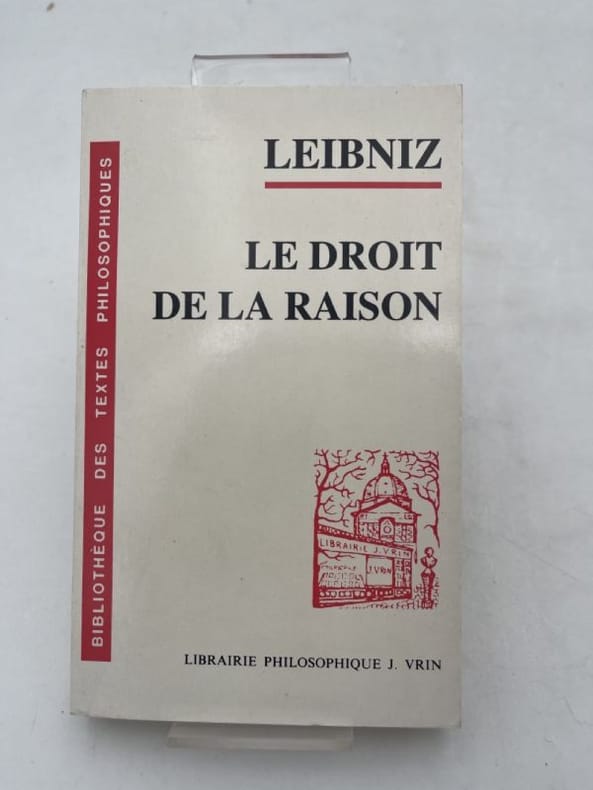 LEIBNIZ
LE DROIT
DE LA RAISON
BIBLIOTHÈQUE DES TEXTES PHILOSOPHIQUES
LIBRAIRIE J. VRIN
J. VRIN
LIBRAIRIE PHILOSOPHIQUE J. VRIN